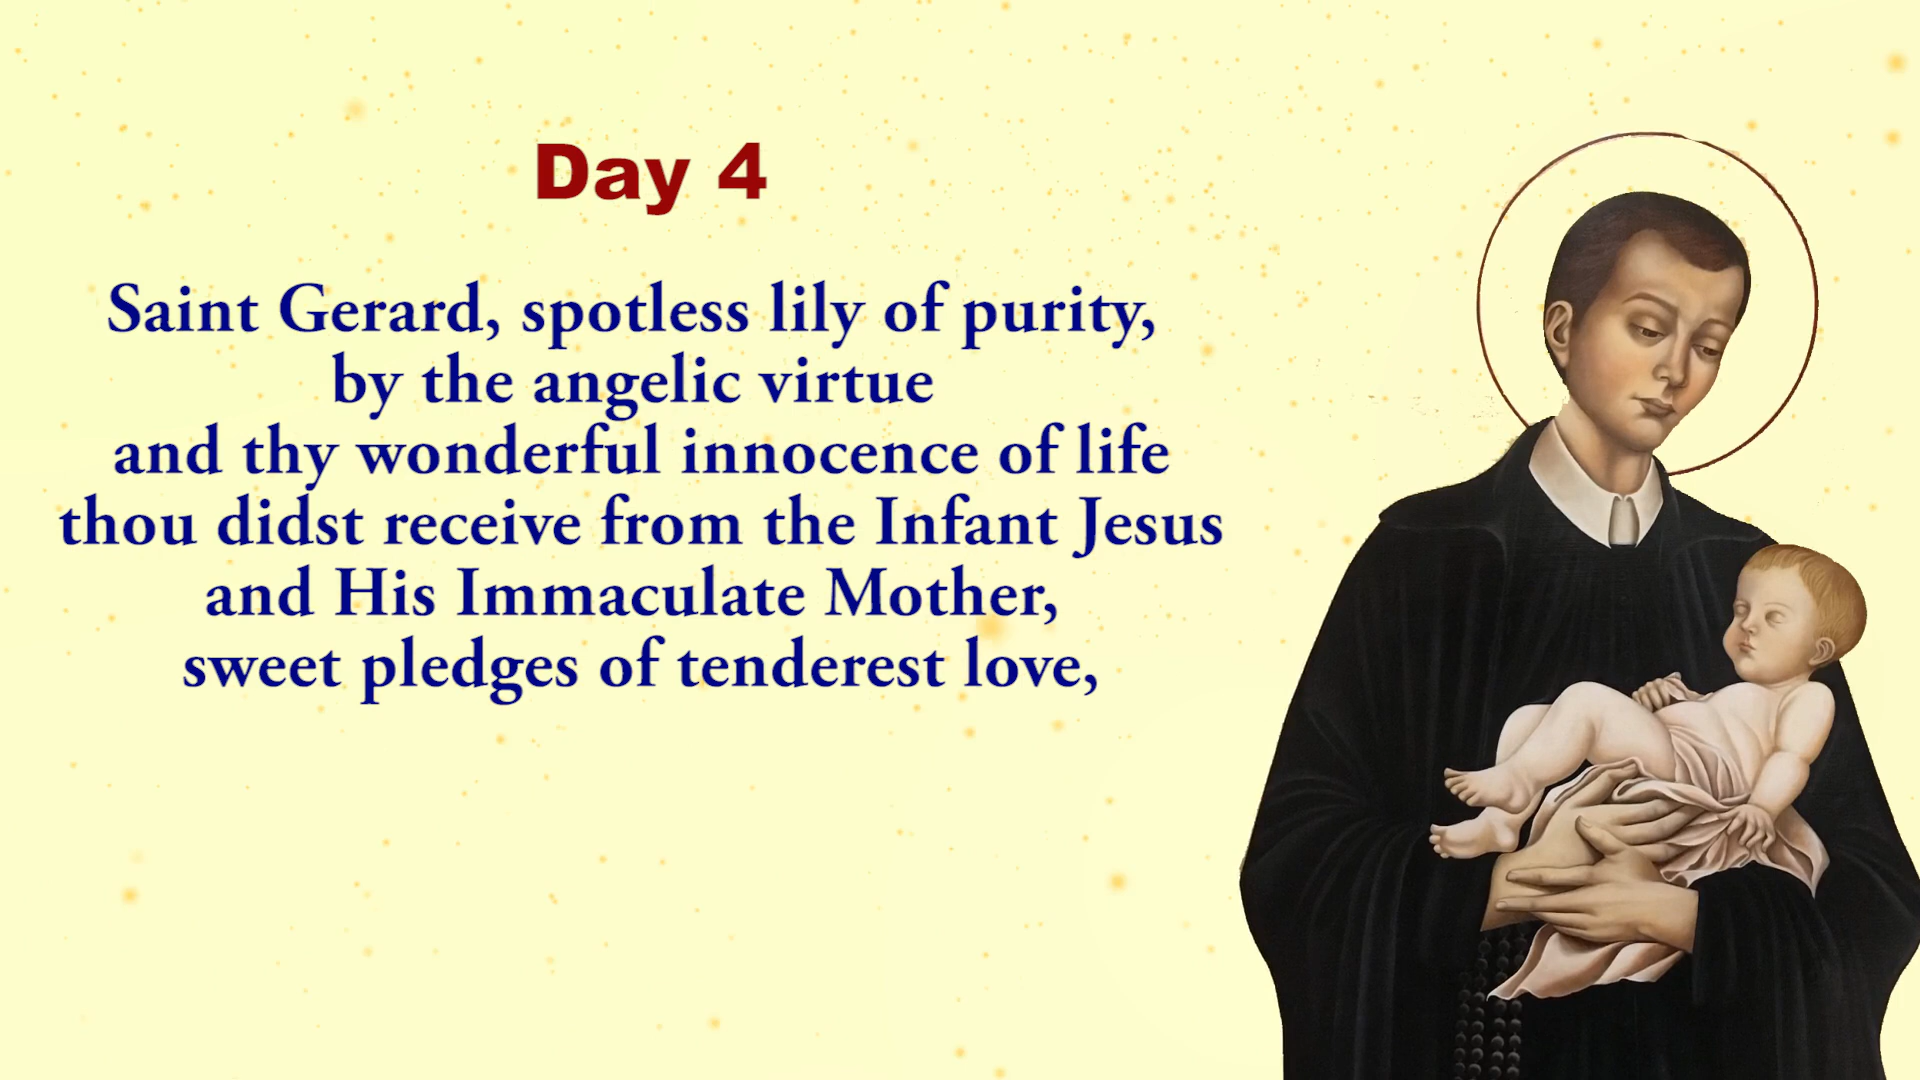 Day 4
Saint Gerard, spotless lily of purity,
by the angelic virtue
and thy wonderful innocence of life
thou didst receive from the Infant Jesus
and His Immaculate Mother,
sweet pledges of tenderest love,